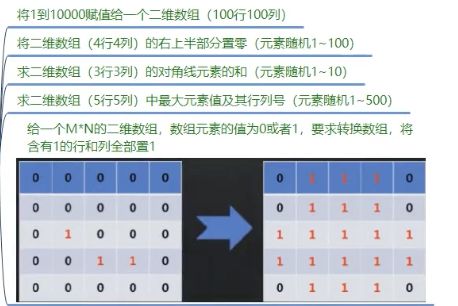 将1到10000赋值给一个二维数组（100行100列）
将二维数组（4行4列）的右上半部分置零（元素随机1~100）
求二维数组（3行3列）的对角线元素的和（元素随机1~10）
求二维数组（5行5列）中最大元素值及其行列号（元素随机1~500）
给一个M*N的二维数组，数组元素的值为0或者1，要求转换数组，将
含有1的行和列全部置1
0 0 0 0 0 0 1 1 1 0
0 0 0 0 0 0 1 1 1 0
0 1 0 0 0 1 1 1 1 1
0 0 1 1 0 1 1 1 1 1
0 0 0 0 0 0 1 1 1 0